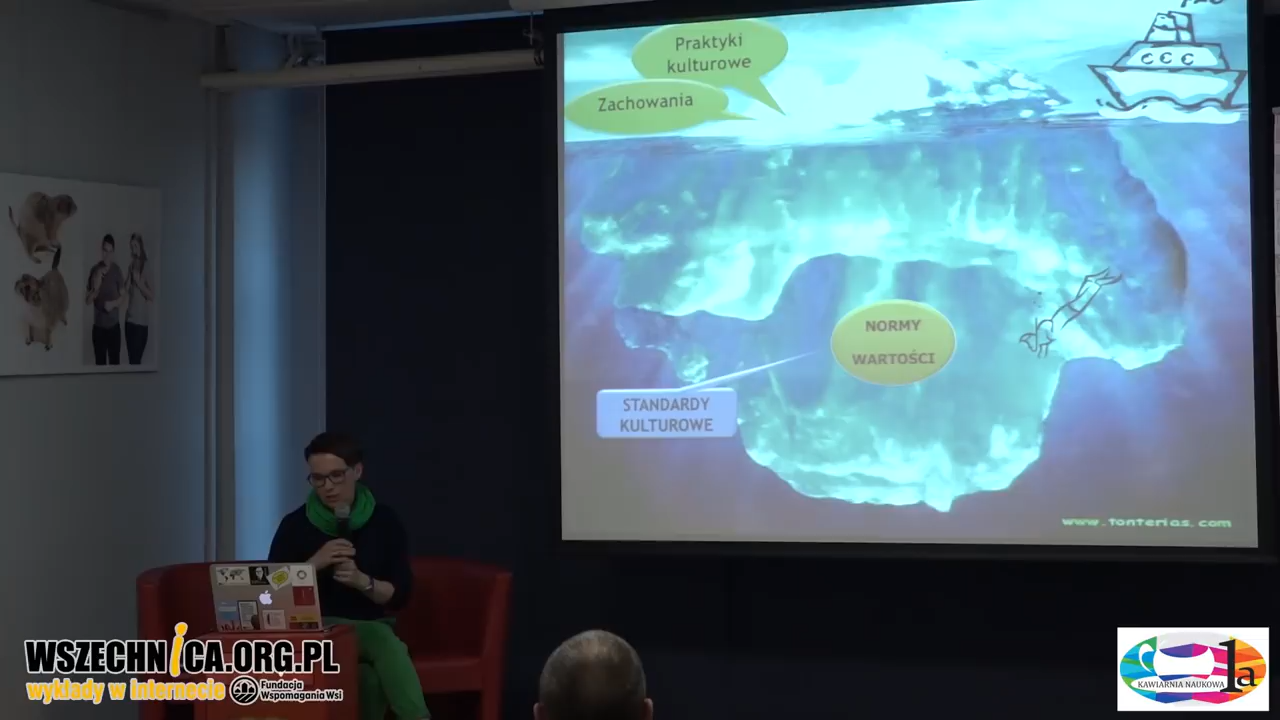 Praktyki
kulturowe
Zachowania
€ € €
NORMY
WARTOŚCI
STANDARDY
KULTUROWE
www.tonterias.com
WSZECHNICA.ORG.PL
wykłady w internecie
Fundacja
Wspomagania Wsi
KAWIARNIA NAUKOWA
1a